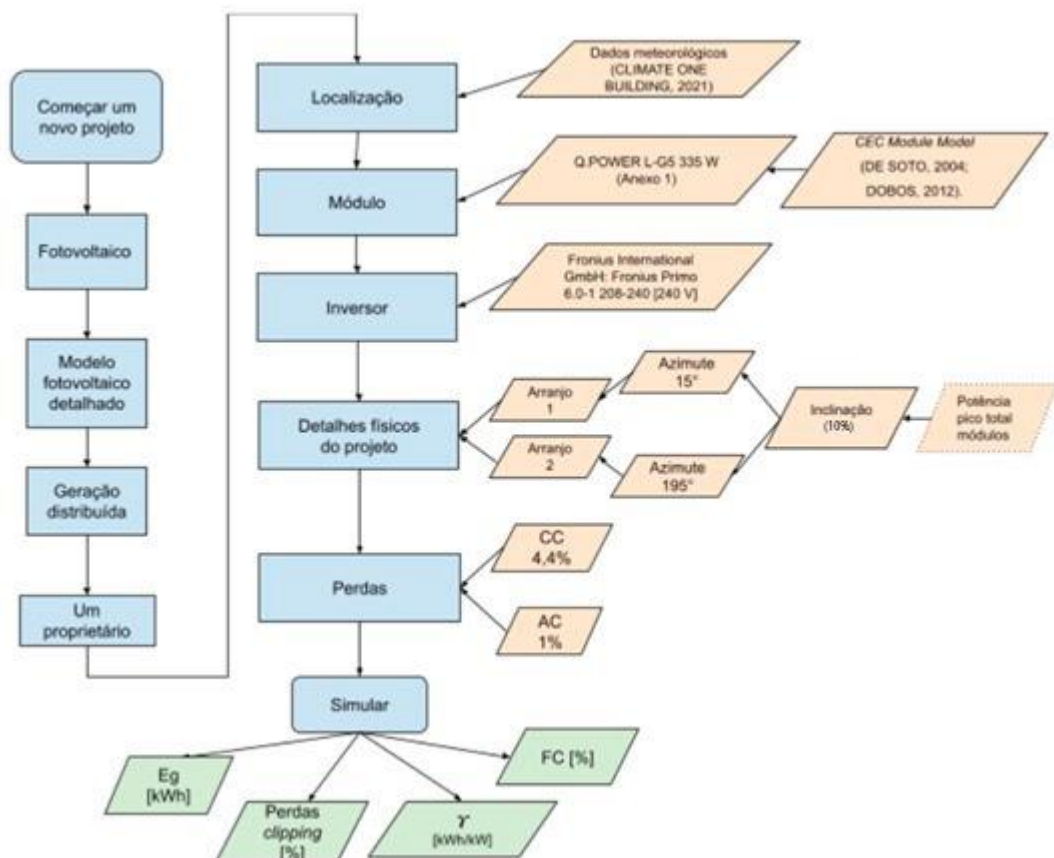 Começar um
novo projeto
Fotovoltaico
Modelo
fotovoltaico
detalhado
Geração
distribuída
Um
proprietário
Localização
Dados meteorológicos
(CLIMATE ONE
BUILDING, 2021)
Módulo
Q.POWER L-G5 335 W
(Anexo 1)
CEC Module Model
(DE SOTO, 2004;
DOBOS, 2012).
Inversor
Fronius International
GmbH: Fronius Primo
6.0-1 208-240 [240 V]
Detalhes físicos
do projeto
Arranjo
1
Arranjo
2
Azimute
15°
Azimute
195°
Inclinação
(10%)
Potência
pico total
módulos
Perdas
CC
4,4%
AC
1%
Simular
Eg
[kWh]
Perdas
clipping
[%]
γ
[kWh/kW]
FC [%]